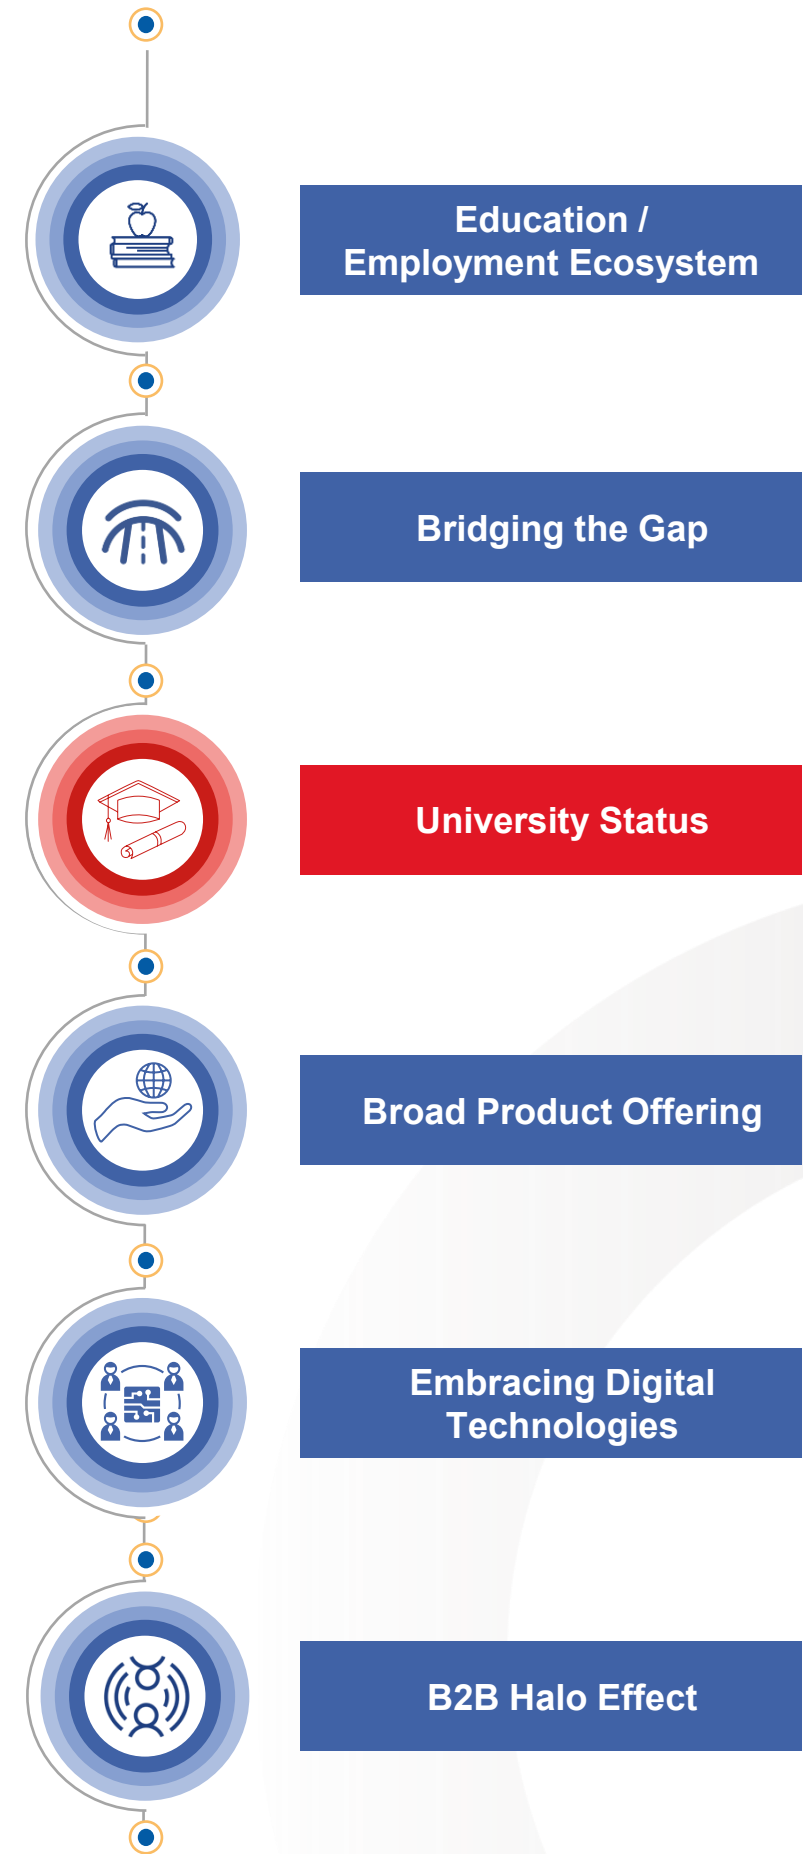 Education /
Employment Ecosystem
Bridging the Gap
University Status
Broad Product Offering
Embracing Digital
Technologies
B2B Halo Effect